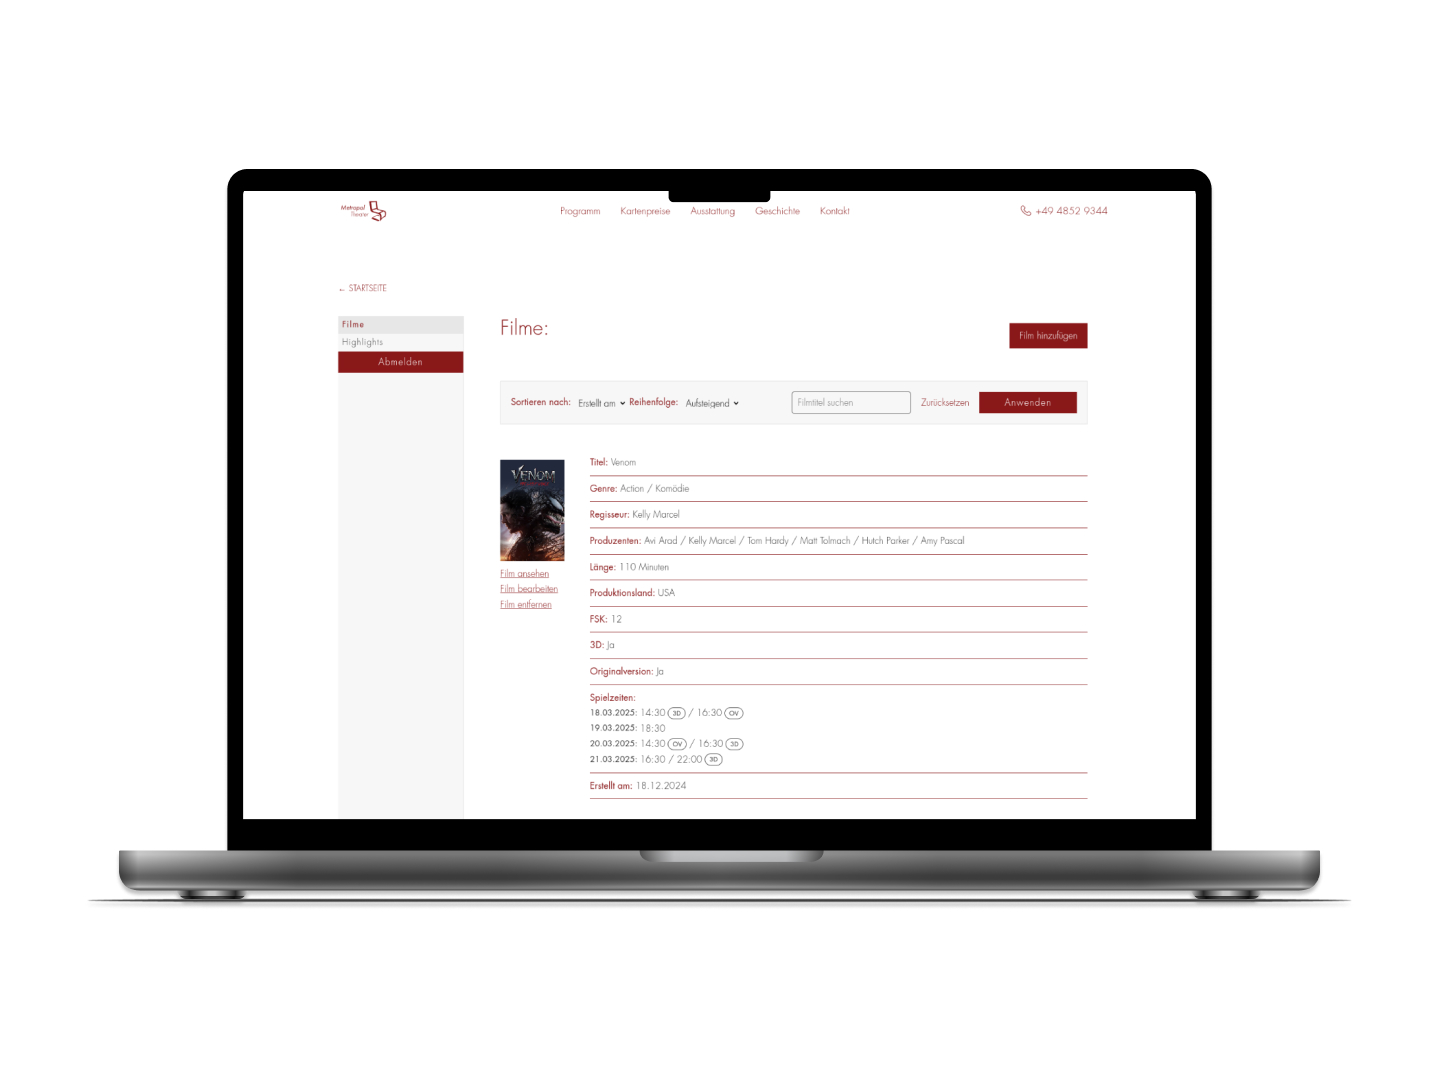 Metropol
Theater
Programm Kartenpreise Ausstattung Geschichte Kontakt
+49 4852 9344
← STARTSEITE
Filme
Highlights
Abmelden
Filme:
Film hinzufügen
Sortieren nach: Erstellt am Reihenfolge: Aufsteigend Filmtitel suchen Zurücksetzen Anwenden
VENOM
Film ansehen
Film bearbeiten
Film entfernen
Titel: Venom
Genre: Action / Komödie
Regisseur: Kelly Marcel
Produzenten: Avi Arad / Kelly Marcel / Tom Hardy / Matt Tolmach / Hutch Parker / Amy Pascal
Länge: 110 Minuten
Produktionsland: USA
FSK: 12
3D: Ja
Originalversion: Ja
Spielzeiten:
18.03.2025: 14:30 3D / 16:30 OV
19.03.2025: 18:30
20.03.2025: 14:30 OV / 16:30 3D
21.03.2025: 16:30 / 22:00 3D
Erstellt am: 18.12.2024